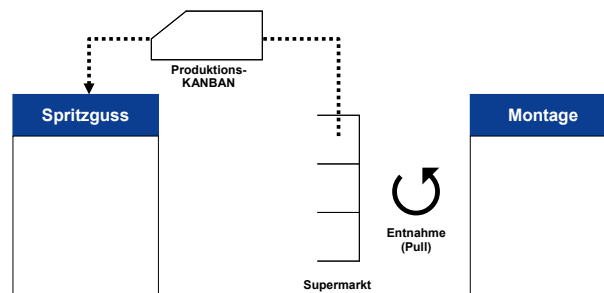 Produktions-
KANBAN
Spritzguss
Montage
Entnahme
(Pull)
Supermarkt